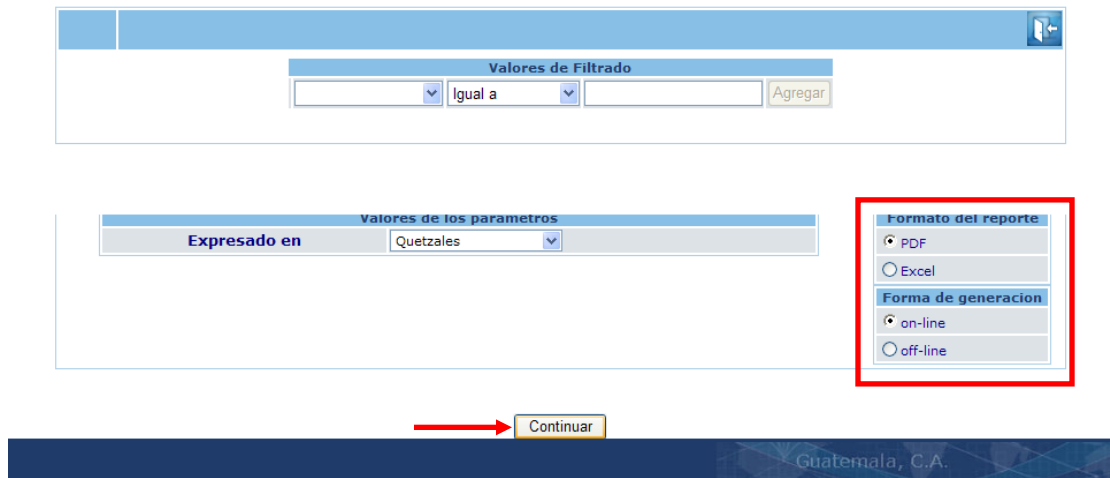 Valores de Filtrado
Igual a
Agregar
Valores de los parametros
Expresado en
Quetzales
Formato del reporte
PDF
Excel
Forma de generacion
on-line
off-line
Continuar
Guatemala, C.A.